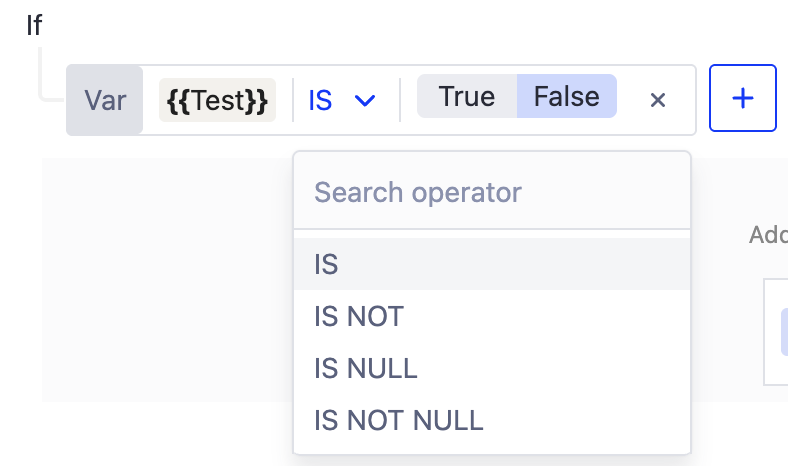 If
Var {{Test}} IS True False ×
+
Search operator
Add
IS
IS NOT
IS NULL
IS NOT NULL